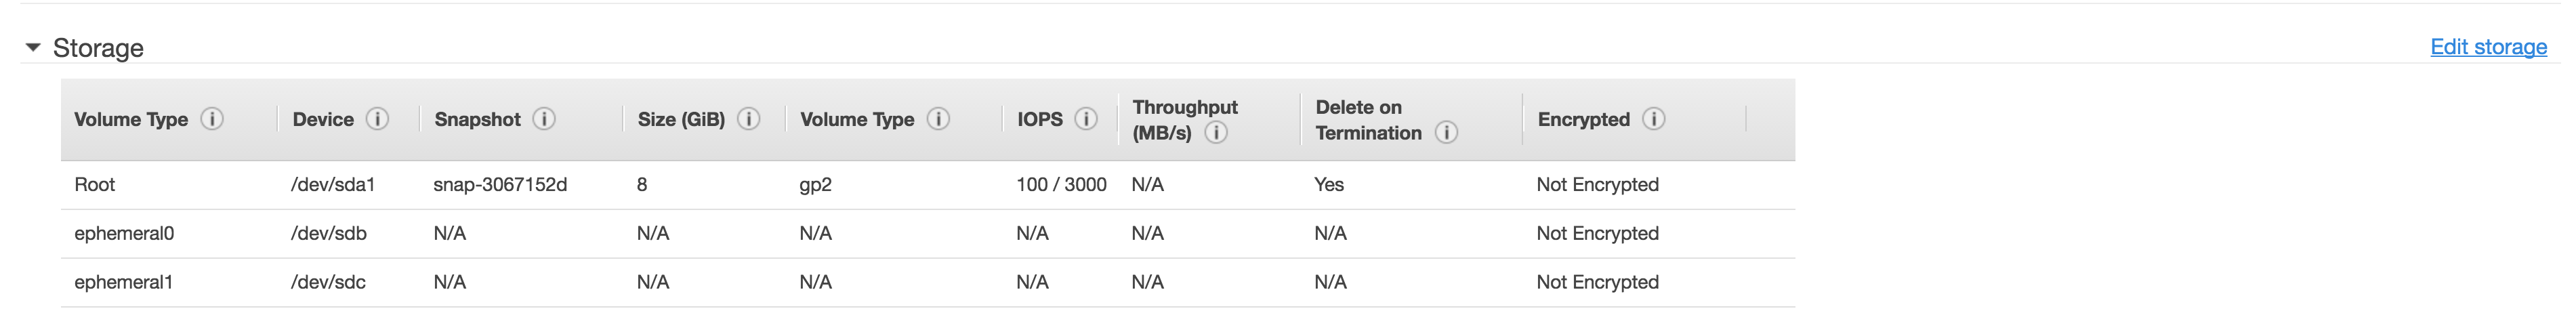 Storage Edit storage
Volume Type Device Snapshot Size (GiB) Volume Type IOPS Throughput (MB/s) Delete on Termination Encrypted
Root /dev/sda1 snap-3067152d 8 gp2 100 / 3000 N/A Yes Not Encrypted
ephemeral0 /dev/sdb N/A N/A N/A N/A N/A N/A Not Encrypted
ephemeral1 /dev/sdc N/A N/A N/A N/A N/A N/A Not Encrypted